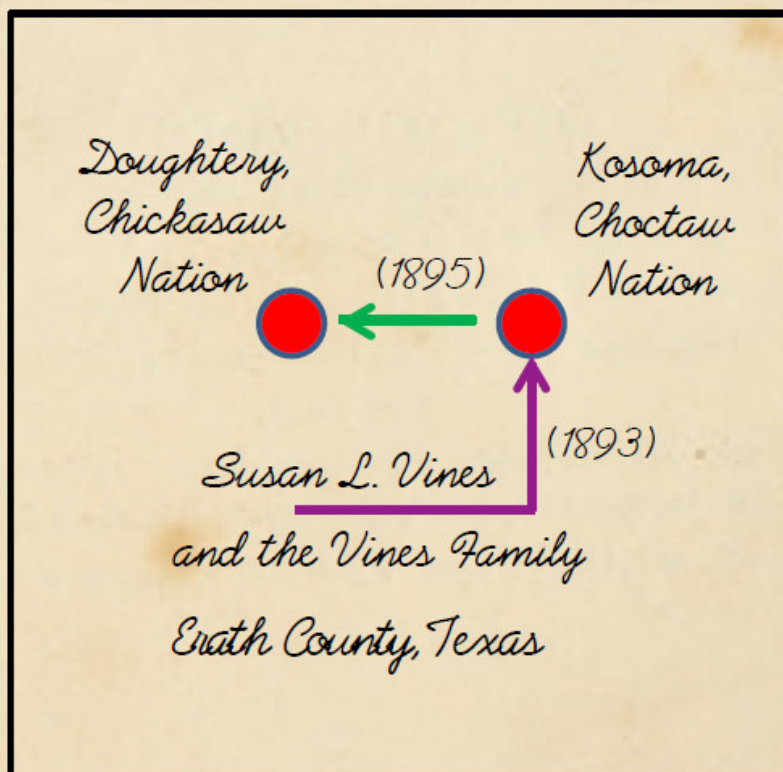 Doughtery,
Chickasaw
Nation
Kosoma,
Choctaw
Nation
(1895)
(1893)
Susan L. Vines
and the Vines Family
Erath County, Texas